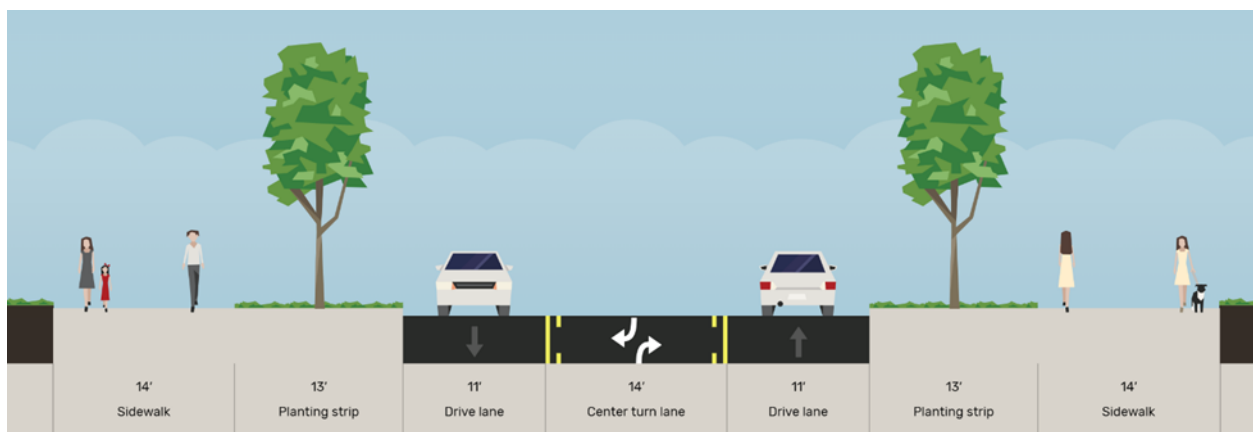 14' 13' 11' 14' 11' 13' 14'
Sidewalk Planting strip Drive lane Center turn lane Drive lane Planting strip Sidewalk